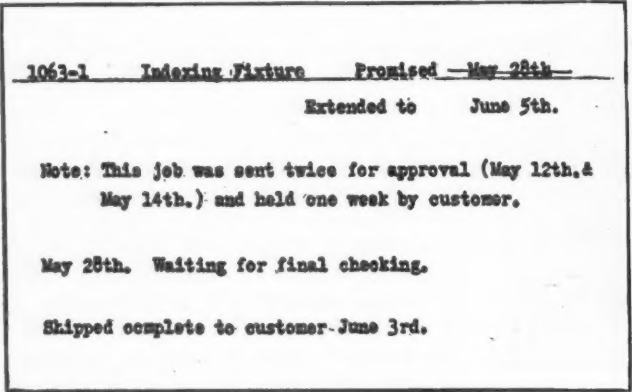 1063-1 Indexing Fixture Promised May 28th
Extended to June 5th.
Note: This job was sent twice for approval (May 12th.&
May 14th.) and held one week by customer.
May 28th. Waiting for final checking.
Shipped complete to customer June 3rd.